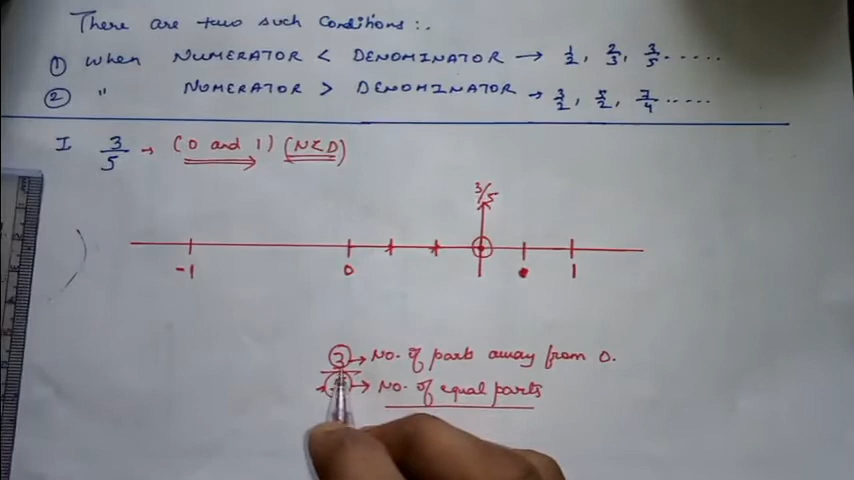 There are two such conditions:.
① When NUMERATOR < DENOMINATOR → 1/2, 2/3, 3/5.....
② " NUMERATOR > DENOMINATOR → 3/2, 5/2, 7/4.....
I 3/5 → (0 and 1) (N<D)
3/5
-1 0 1
3 → No. of parts away from 0.
→ No. of equal parts